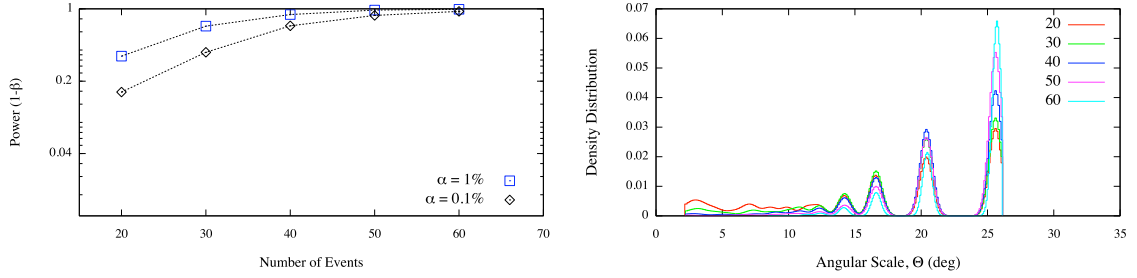 1
0.2
0.04
Power (1-β)
α = 1%
α = 0.1%
20 30 40 50 60 70
Number of Events
0.07
0.06
0.05
0.04
0.03
0.02
0.01
0
Density Distribution
20
30
40
50
60
0 5 10 15 20 25 30 35
Angular Scale, Θ (deg)